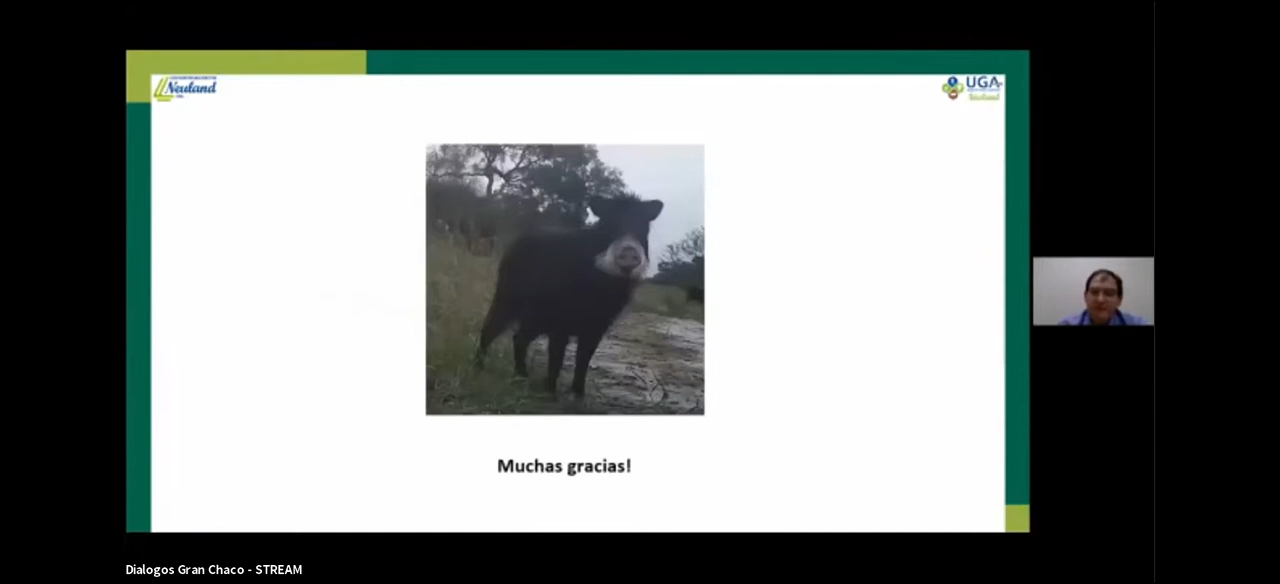 Neuland
UGA
Neuland
Muchas gracias!
Dialogos Gran Chaco - STREAM